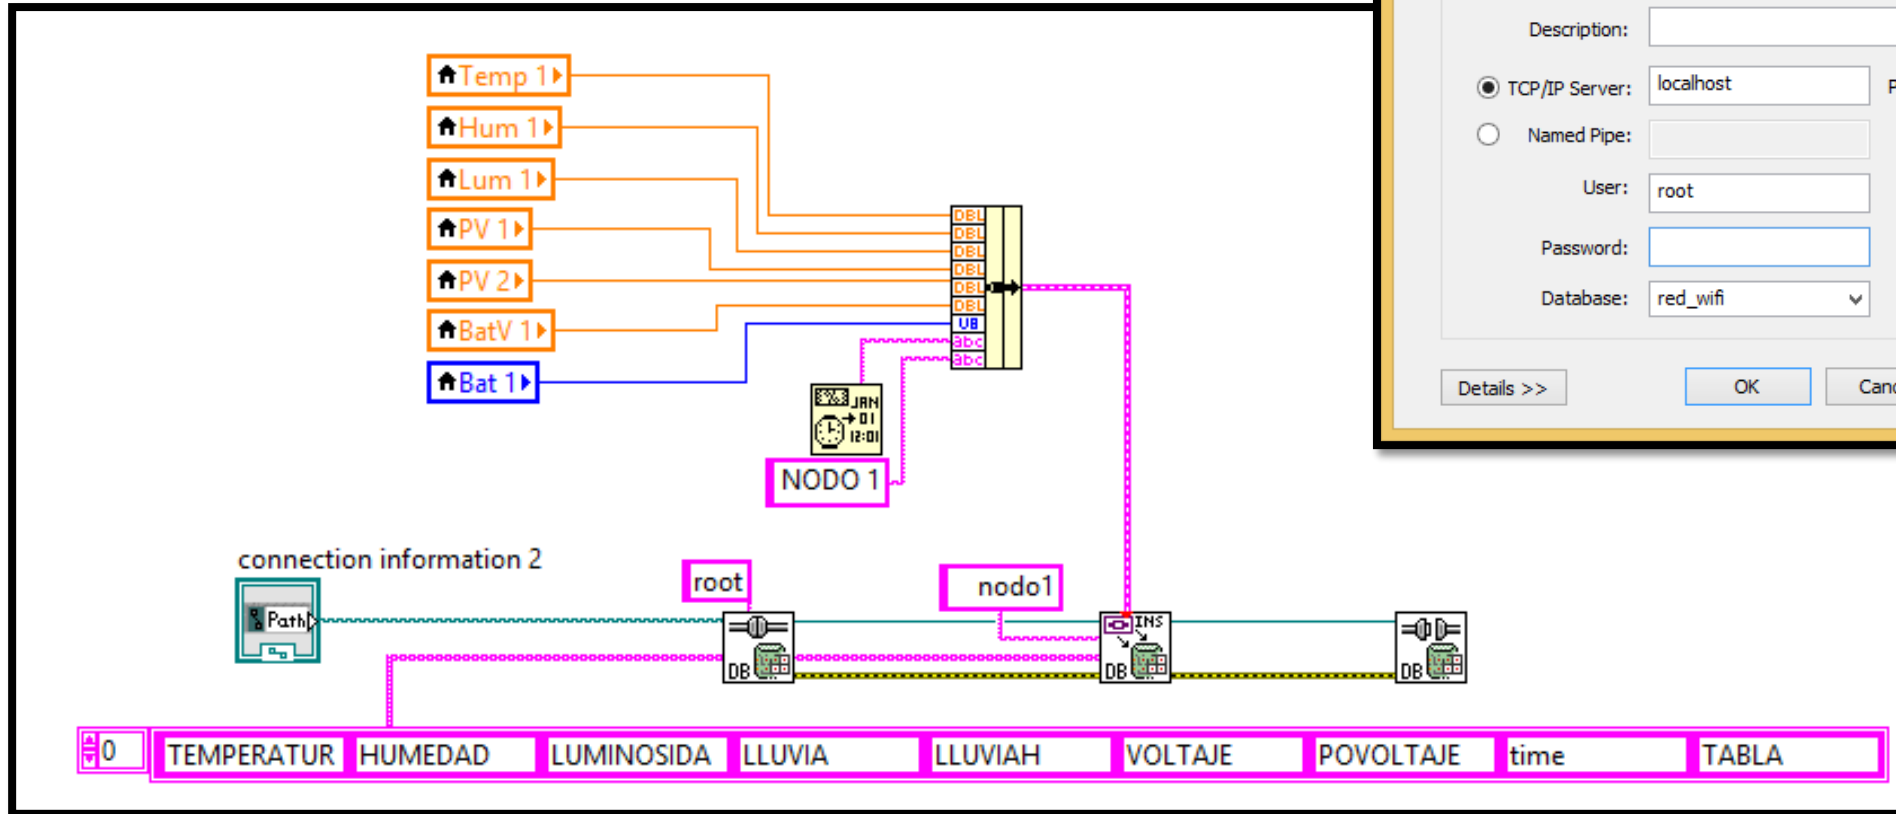 Description:
TCP/IP Server: localhost
Named Pipe:
User: root
Password:
Database: red_wifi
Details >>
OK
Temp 1
Hum 1
Lum 1
PV 1
PV 2
BatV 1
Bat 1
DBL
DBL
DBL
DBL
DBL
DBL
U8
abc
abc
JAN
01
12:01
NODO 1
connection information 2
Path
root
nodo1
DB
INS
DB
DB
0 TEMPERATUR HUMEDAD LUMINOSIDA LLUVIA LLUVIAH VOLTAJE POVOLTAJE time TABLA